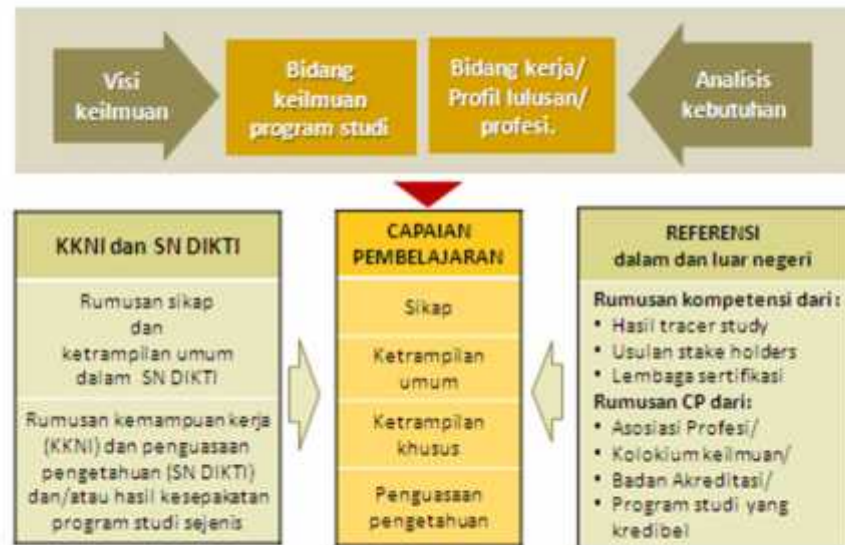 Visi
keilmuan
Bidang
keilmuan
program studi
Bidang kerja/
Profil lulusan/
profesi.
Analisis
kebutuhan
KKNI dan SN DIKTI
Rumusan sikap
dan
ketrampilan umum
dalam SN DIKTI
Rumusan kemampuan kerja
(KKNI) dan penguasaan
pengetahuan (SN DIKTI)
dan/atau hasil kesepakatan
program studi sejenis
CAPAIAN
PEMBELAJARAN
Sikap
Ketrampilan
umum
Ketrampilan
khusus
Penguasaan
pengetahuan
REFERENSI
dalam dan luar negeri
Rumusan kompetensi dari :
• Hasil tracer study
• Usulan stake holders
• Lembaga sertifikasi
Rumusan CP dari:
• Asosiasi Profesi/
• Kolokium keilmuan/
• Badan Akreditasi/
• Program studi yang
kredibel